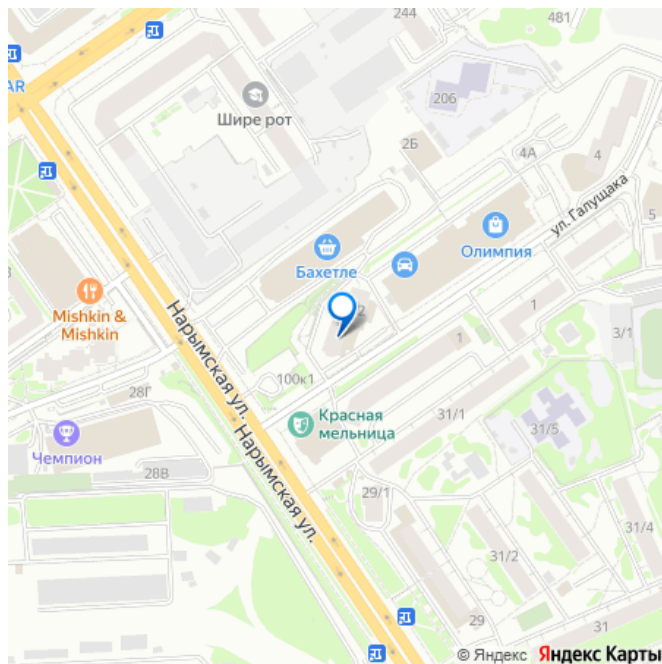 244
481
AR
206
Шире рот
2Б
4А
4
ул. Галущака
5
Олимпия
Бахетле
2
1
3/1
Mishkin &
Mishkin
Нарымская ул.
1
100к1
28Г
Красная
мельница
31/1
31/5
Чемпион
28В
Нарымская ул.
29/1
31/4
31/2
29
31
© Яндекс Яндекс Карты